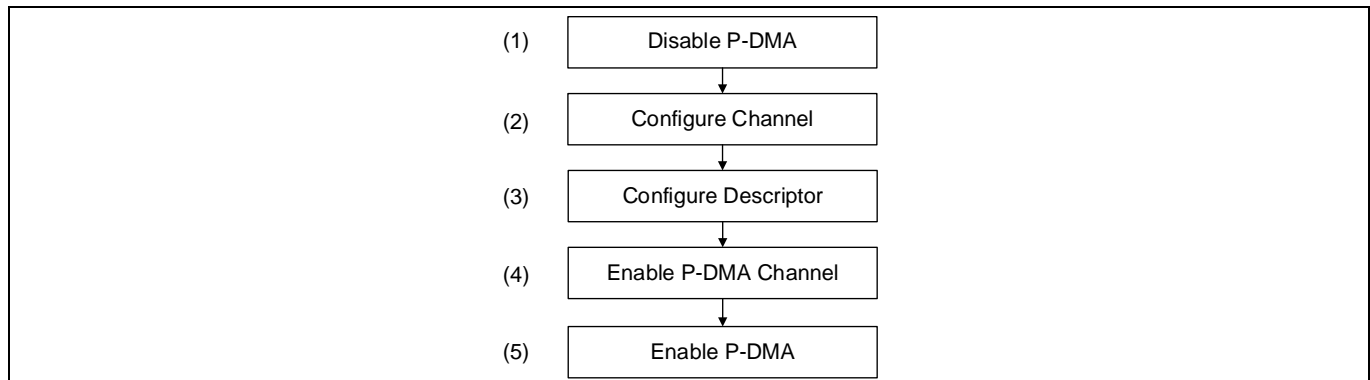 (1) Disable P-DMA
(2) Configure Channel
(3) Configure Descriptor
(4) Enable P-DMA Channel
(5) Enable P-DMA